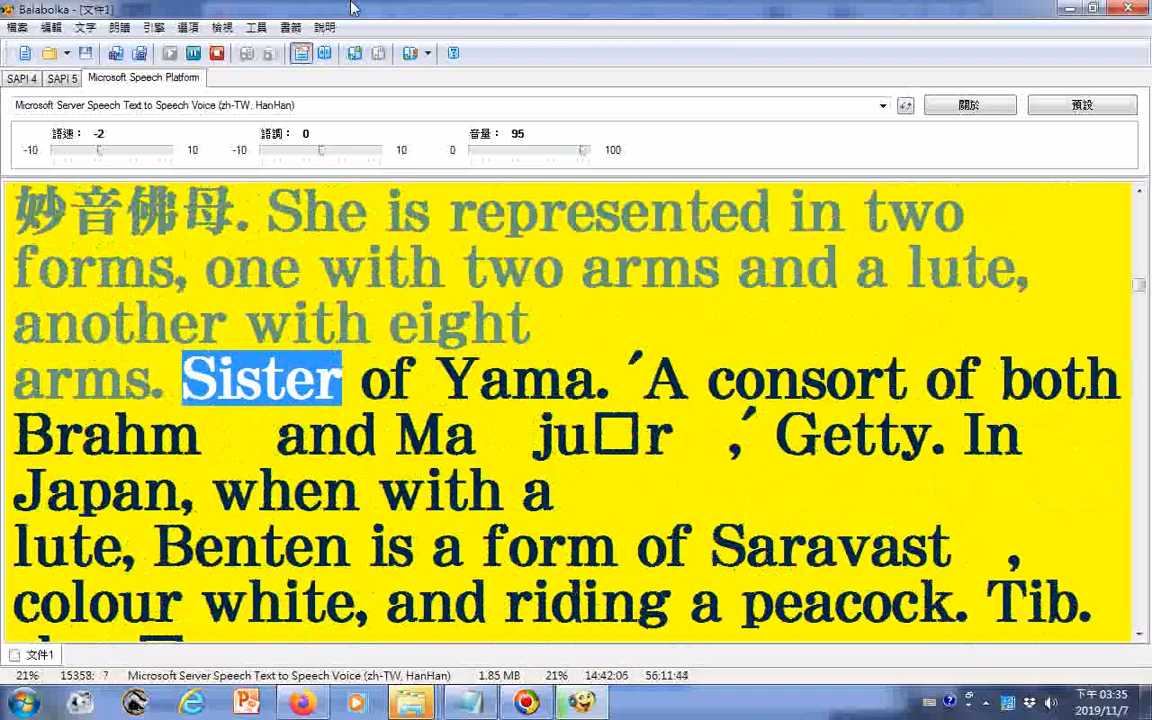 Balabolka - [文件1]
檔案 編輯 文字 朗讀 引擎 選項 檢視 工具 書籤 說明
SAPI 4 SAPI 5 Microsoft Speech Platform
Microsoft Server Speech Text to Speech Voice (zh-TW, HanHan) 關於 預設
語速： -2 語調： 0 音量： 95
-10 10 -10 10 0 100
妙音佛母. She is represented in two
forms, one with two arms and a lute,
another with eight
arms. Sister of Yama. ′A consort of both
Brahm and Ma ju□r ,′ Getty. In
Japan, when with a
lute, Benten is a form of Saravast ,
colour white, and riding a peacock. Tib.
文件1
21% 15358: ? Microsoft Server Speech Text to Speech Voice (zh-TW, HanHan) 1.85 MB 21% 14:42:05 56:11:44
下午 03:35
2019/11/7